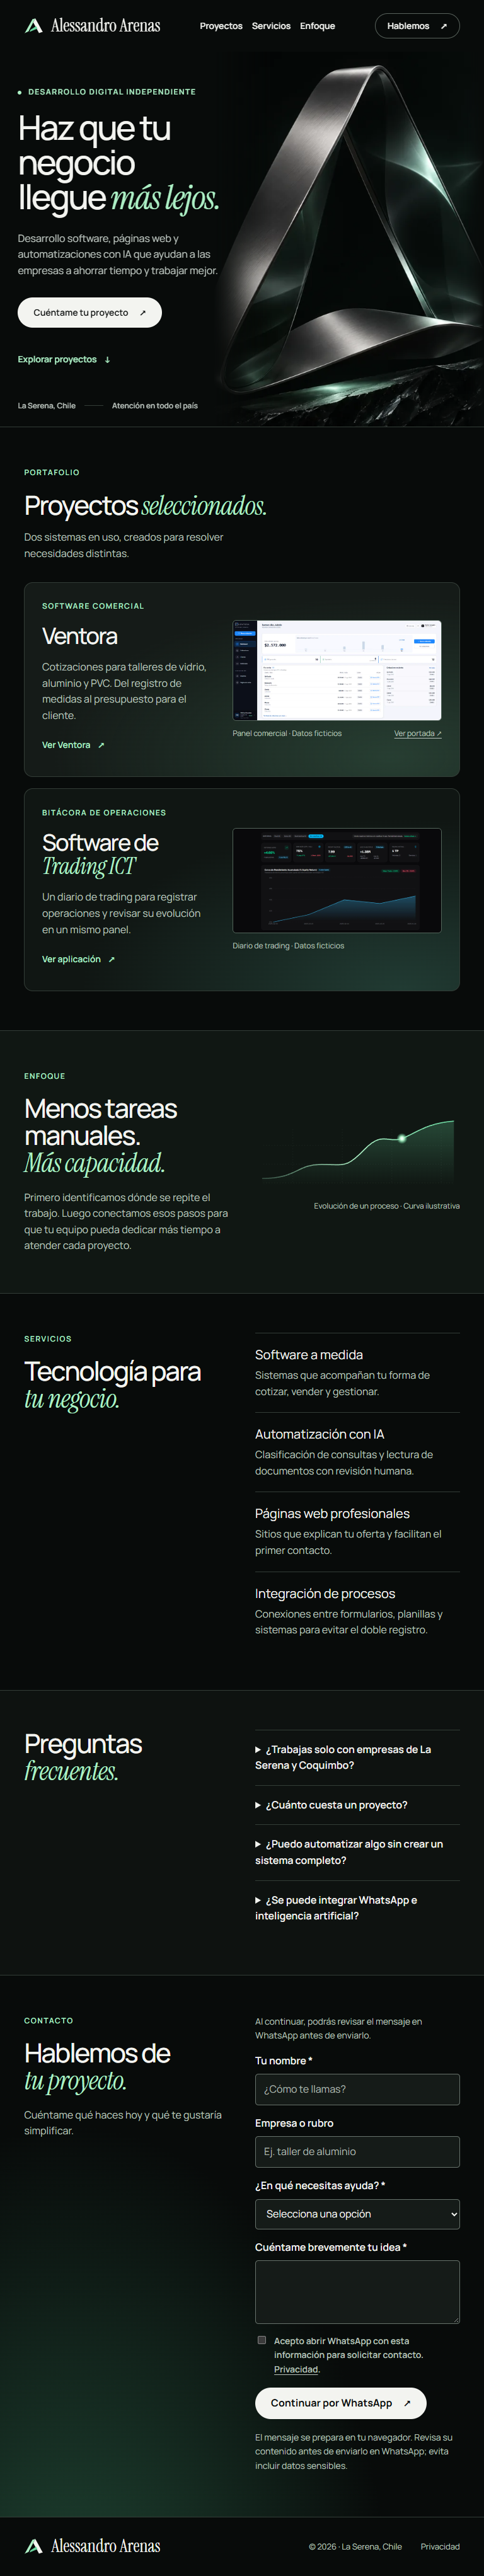 Alessandro Arenas
Proyectos Servicios Enfoque
Hablemos ↗
DESARROLLO DIGITAL INDEPENDIENTE
Haz que tu
negocio
llegue más lejos.
Desarrollo software, páginas web y
automatizaciones con IA que ayudan a las
empresas a ahorrar tiempo y trabajar mejor.
Cuéntame tu proyecto ↗
Explorar proyectos ↓
La Serena, Chile
Atención en todo el país
PORTAFOLIO
Proyectos seleccionados.
Dos sistemas en uso, creados para resolver
necesidades distintas.
SOFTWARE COMERCIAL
Ventora
Cotizaciones para talleres de vidrio,
aluminio y PVC. Del registro de
medidas al presupuesto para el
cliente.
Ver Ventora ↗
Panel comercial · Datos ficticios
Ver portada ↗
BITÁCORA DE OPERACIONES
Software de
Trading ICT
Un diario de trading para registrar
operaciones y revisar su evolución
en un mismo panel.
Ver aplicación ↗
Diario de trading · Datos ficticios
ENFOQUE
Menos tareas
manuales.
Más capacidad.
Primero identificamos dónde se repite el
trabajo. Luego conectamos esos pasos para
que tu equipo pueda dedicar más tiempo a
atender cada proyecto.
Evolución de un proceso · Curva ilustrativa
SERVICIOS
Tecnología para
tu negocio.
Software a medida
Sistemas que acompañan tu forma de
cotizar, vender y gestionar.
Automatización con IA
Clasificación de consultas y lectura de
documentos con revisión humana.
Páginas web profesionales
Sitios que explican tu oferta y facilitan el
primer contacto.
Integración de procesos
Conexiones entre formularios, planillas y
sistemas para evitar el doble registro.
Preguntas
frecuentes.
¿Trabajas solo con empresas de La
Serena y Coquimbo?
¿Cuánto cuesta un proyecto?
¿Puedo automatizar algo sin crear un
sistema completo?
¿Se puede integrar WhatsApp e
inteligencia artificial?
CONTACTO
Hablemos de
tu proyecto.
Cuéntame qué haces hoy y qué te gustaría
simplificar.
Al continuar, podrás revisar el mensaje en
WhatsApp antes de enviarlo.
Tu nombre *
¿Cómo te llamas?
Empresa o rubro
Ej. taller de aluminio
¿En qué necesitas ayuda? *
Selecciona una opción
Cuéntame brevemente tu idea *
Acepto abrir WhatsApp con esta
información para solicitar contacto.
Privacidad.
Continuar por WhatsApp ↗
El mensaje se prepara en tu navegador. Revisa su
contenido antes de enviarlo en WhatsApp; evita
incluir datos sensibles.
Alessandro Arenas
© 2026 · La Serena, Chile
Privacidad